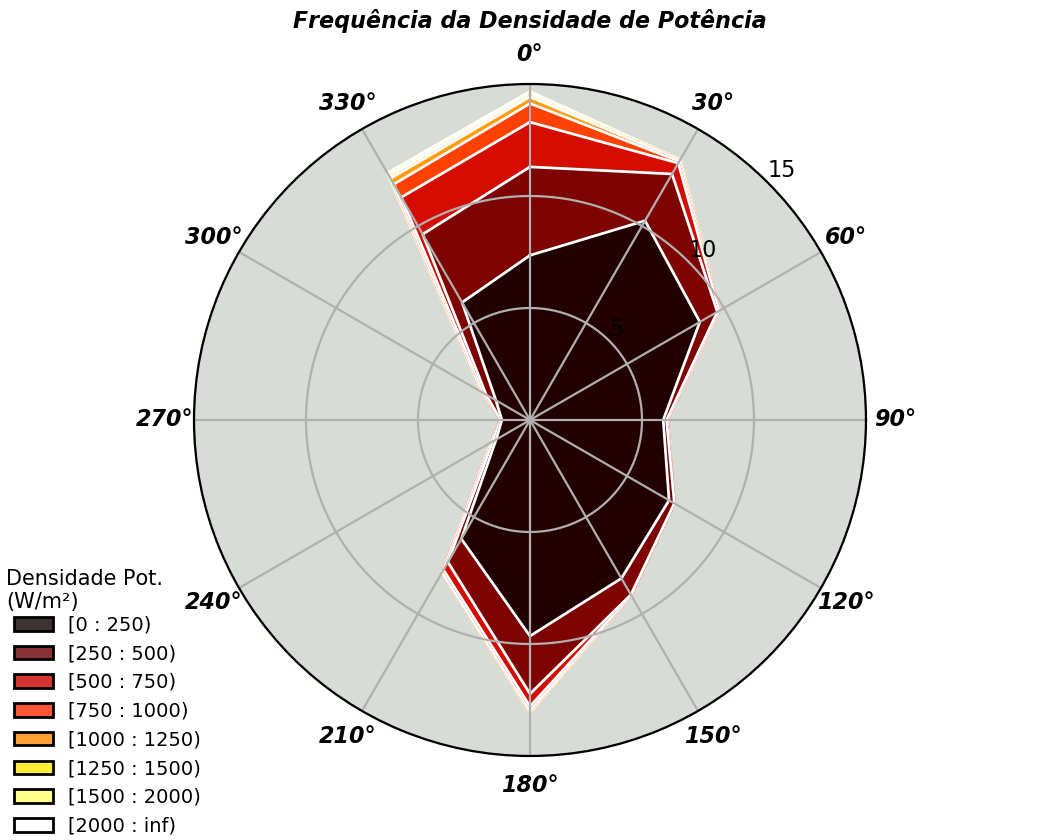 Frequência da Densidade de Potência
0°
330°
30°
15
300°
60°
10
5
270°
90°
240°
120°
210°
150°
180°
Densidade Pot.
(W/m²)
[0 : 250)
[250 : 500)
[500 : 750)
[750 : 1000)
[1000 : 1250)
[1250 : 1500)
[1500 : 2000)
[2000 : inf)